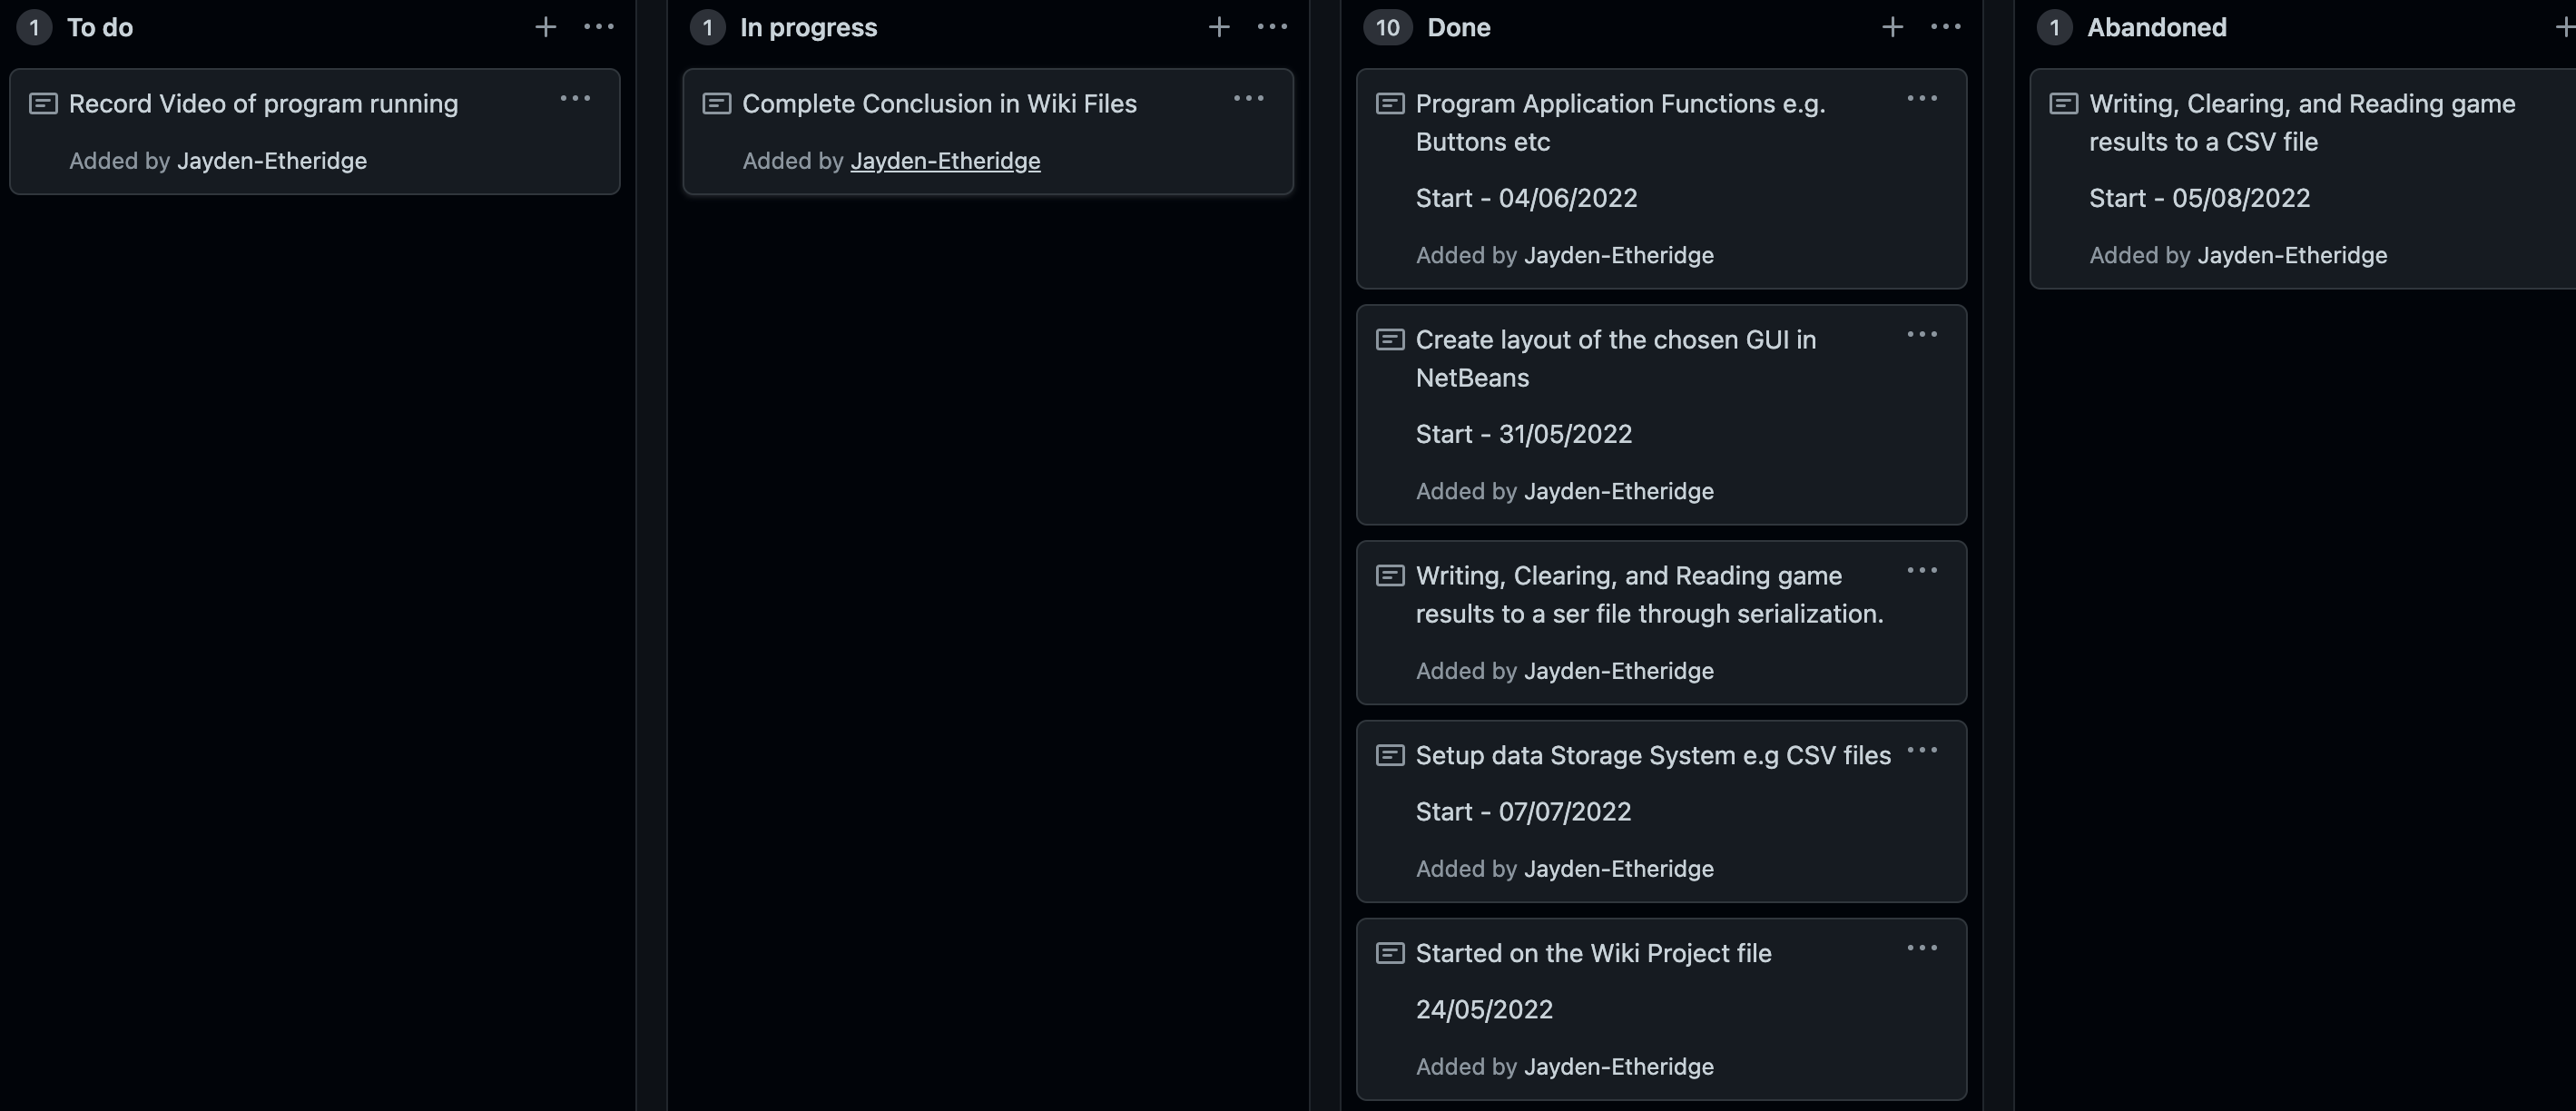 1 To do
Record Video of program running
Added by Jayden-Etheridge
1 In progress
Complete Conclusion in Wiki Files
Added by Jayden-Etheridge
10 Done
Program Application Functions e.g.
Buttons etc
Start - 04/06/2022
Added by Jayden-Etheridge
Create layout of the chosen GUI in
NetBeans
Start - 31/05/2022
Added by Jayden-Etheridge
Writing, Clearing, and Reading game
results to a ser file through serialization.
Added by Jayden-Etheridge
Setup data Storage System e.g CSV files
Start - 07/07/2022
Added by Jayden-Etheridge
Started on the Wiki Project file
24/05/2022
Added by Jayden-Etheridge
1 Abandoned
Writing, Clearing, and Reading game
results to a CSV file
Start - 05/08/2022
Added by Jayden-Etheridge